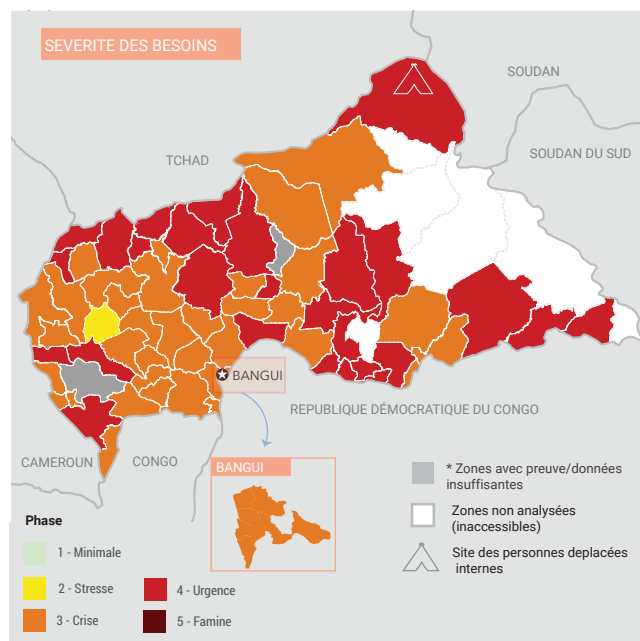 SEVERITE DES BESOINS
SOUDAN
SOUDAN DU SUD
TCHAD
BANGUI
REPUBLIQUE DÉMOCRATIQUE DU CONGO
CAMEROUN
CONGO
BANGUI
* Zones avec preuve/données
insuffisantes
Zones non analysées
(inaccessibles)
Site des personnes deplacées
internes
Phase
1 - Minimale
2 - Stresse
3 - Crise
4 - Urgence
5 - Famine